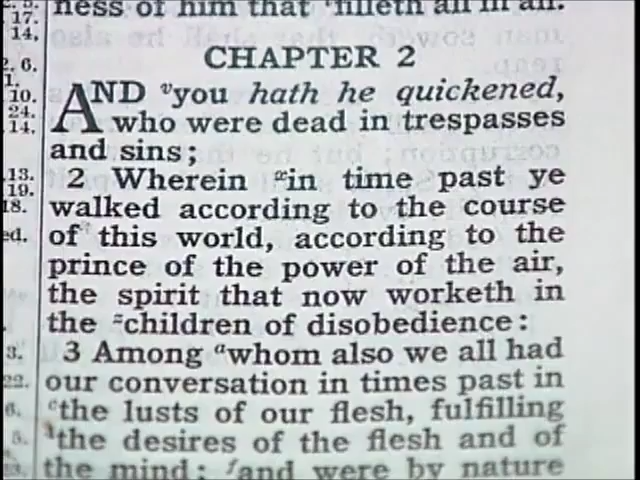 ness of him that filleth all in all.
CHAPTER 2
AND you hath he quickened,
who were dead in trespasses
and sins;
2 Wherein in time past ye
walked according to the course
of this world, according to the
prince of the power of the air,
the spirit that now worketh in
the children of disobedience:
3 Among whom also we all had
our conversation in times past in
the lusts of our flesh, fulfilling
the desires of the flesh and of
the mind; and were by nature